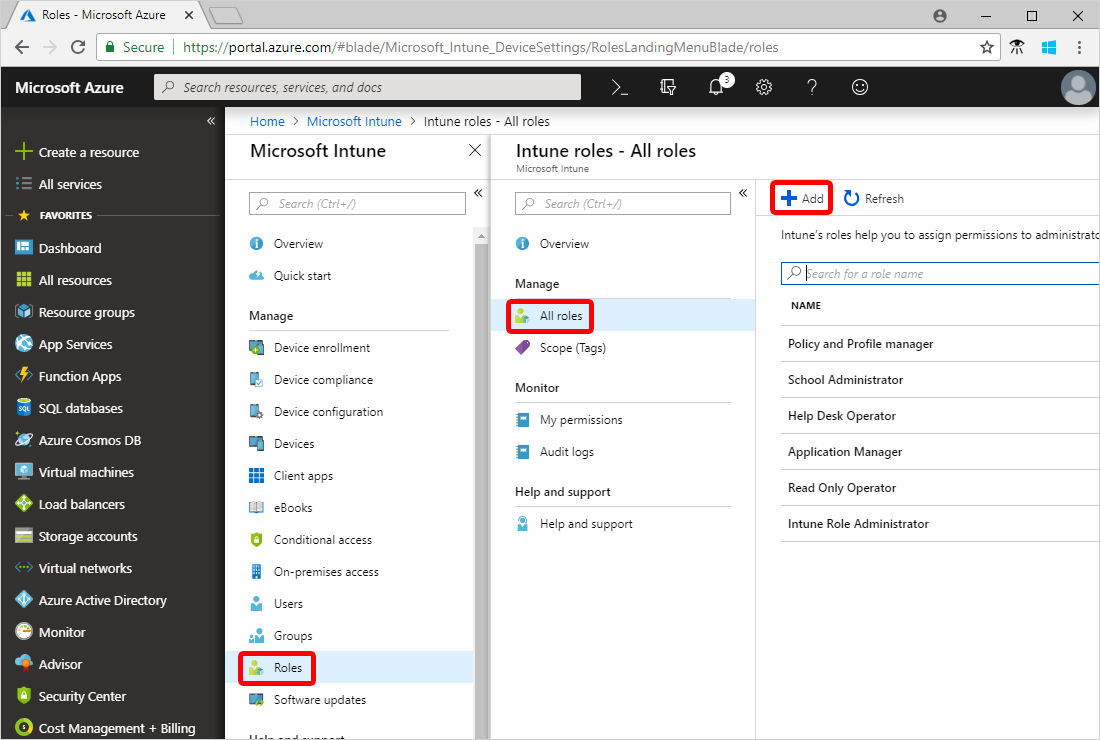 Roles - Microsoft Azure
Secure
https://portal.azure.com/#blade/Microsoft_Intune_DeviceSettings/RolesLandingMenuBlade/roles
Microsoft Azure
Search resources, services, and docs
3
Create a resource
All services
FAVORITES
Dashboard
All resources
Resource groups
App Services
Function Apps
SQL databases
Azure Cosmos DB
Virtual machines
Load balancers
Storage accounts
Virtual networks
Azure Active Directory
Monitor
Advisor
Security Center
Cost Management + Billing
Home > Microsoft Intune > Intune roles - All roles
Microsoft Intune
Search (Ctrl+/)
Overview
Quick start
Manage
Device enrollment
Device compliance
Device configuration
Devices
Client apps
eBooks
Conditional access
On-premises access
Users
Groups
Roles
Software updates
Help and support
Intune roles - All roles
Microsoft Intune
Search (Ctrl+/)
Overview
Manage
All roles
Scope (Tags)
Monitor
My permissions
Audit logs
Help and support
Help and support
Add
Refresh
Intune's roles help you to assign permissions to administrato
Search for a role name
NAME
Policy and Profile manager
School Administrator
Help Desk Operator
Application Manager
Read Only Operator
Intune Role Administrator